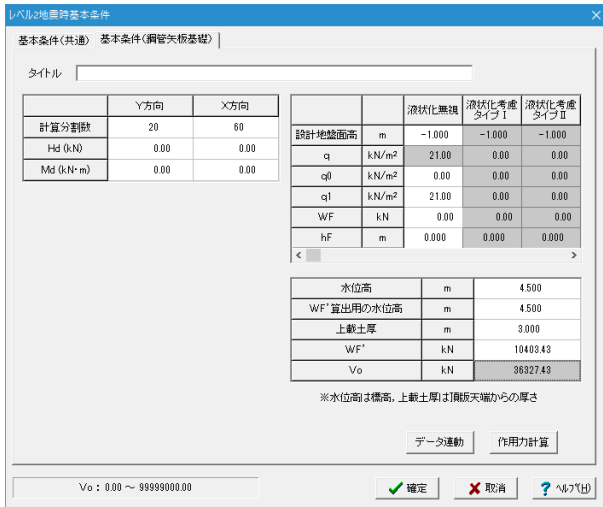 レベル2地震時基本条件
基本条件(共通) 基本条件(鋼管矢板基礎)
タイトル
Y方向 X方向
計算分割数 20 60
Hd (kN) 0.00 0.00
Md (kN・m) 0.00 0.00
液状化無視 液状化考慮タイプⅠ 液状化考慮タイプⅡ
設計地盤面高 m -1.000 -1.000 -1.000
q kN/m² 21.00 0.00 0.00
q0 kN/m² 0.00 0.00 0.00
q1 kN/m² 21.00 0.00 0.00
WF kN 0.00 0.00 0.00
hF m 0.000 0.000 0.000
水位高 m 4.500
WF'算出用の水位高 m 4.500
上載土厚 m 3.000
WF' kN 10403.43
Vo kN 36327.43
※水位高は標高, 上載土厚は頂版天端からの厚さ
データ連動 作用力計算
Vo : 0.00 ～ 99999000.00
確定 取消 ? ヘルプ(H)